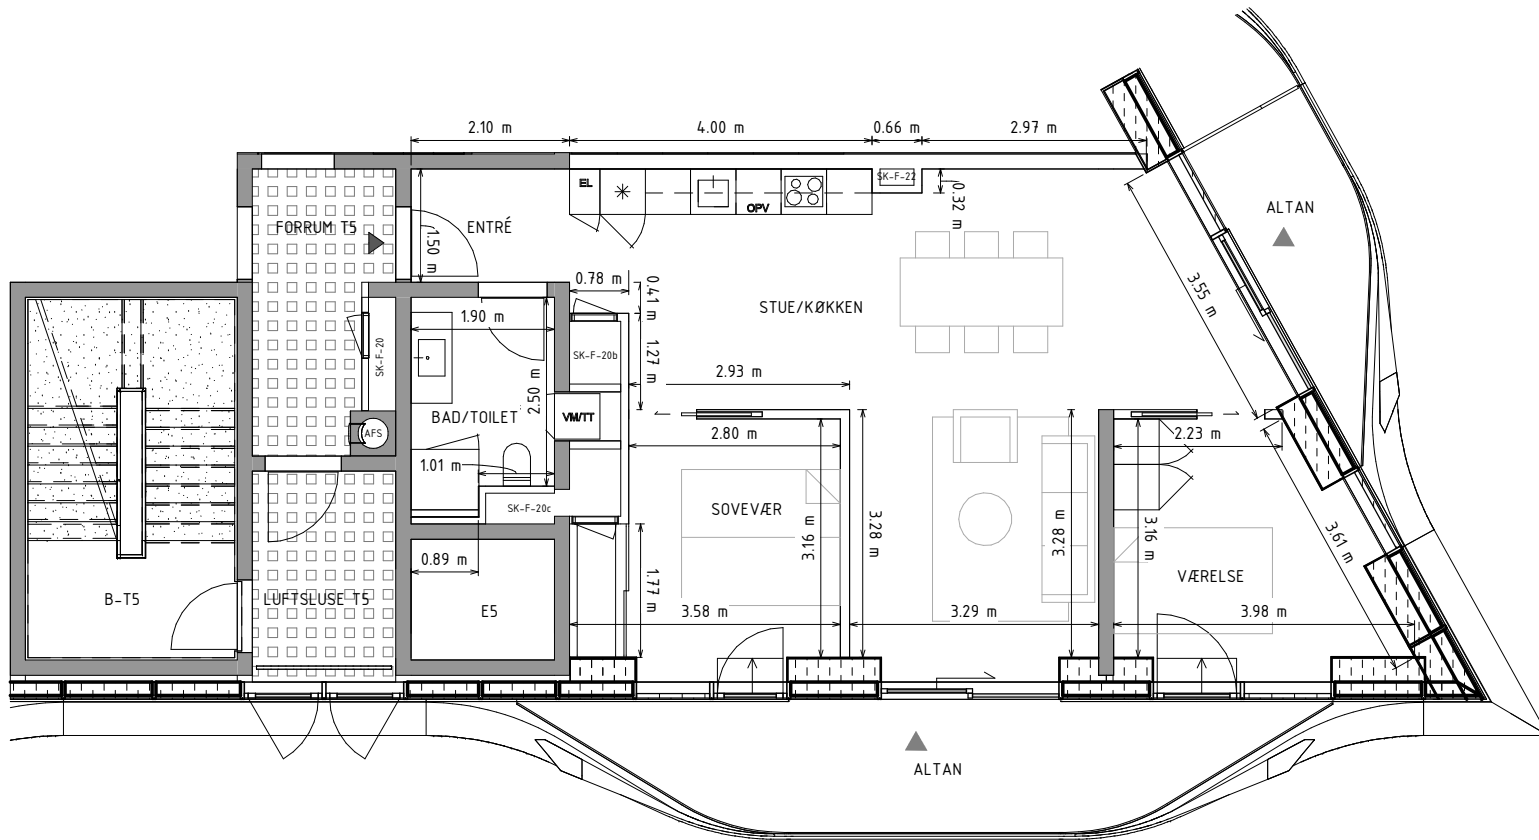 2.10 m
4.00 m
0.66 m
2.97 m
EL
OPV
SK-F-22
0.32 m
ALTAN
FORRUM T5
1.50 m
ENTRÉ
0.78 m
0.41 m
STUE/KØKKEN
3.55 m
1.90 m
SK-F-20
SK-F-20b
1.27 m
2.93 m
2.50 m
BAD/TOILET
VM/TT
AFS
2.80 m
2.23 m
1.01 m
SK-F-20c
SOVEVÆR
3.16 m
3.28 m
3.28 m
3.16 m
3.61 m
0.89 m
1.77 m
VÆRELSE
B-T5
LUFTSLUSE T5
E5
3.58 m
3.29 m
3.98 m
ALTAN